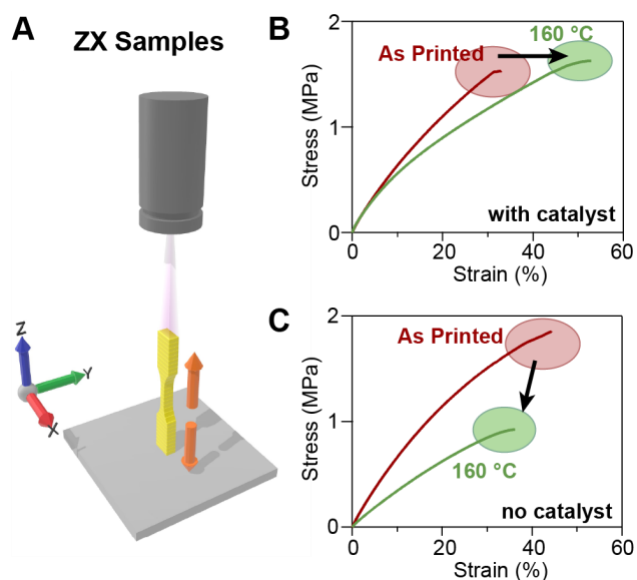 A
ZX Samples
Z
Y
X
B
As Printed
160 °C
Stress (MPa)
2
1
0
with catalyst
0
20
40
60
Strain (%)
C
As Printed
160 °C
Stress (MPa)
2
1
0
no catalyst
0
20
40
60
Strain (%)